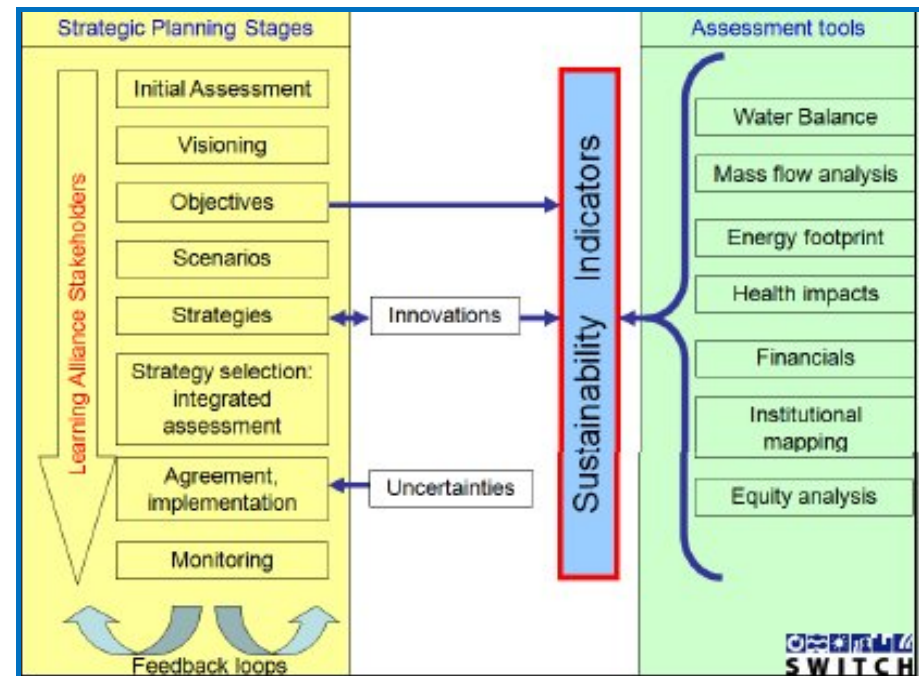 Strategic Planning Stages
Learning Alliance Stakeholders
Initial Assessment
Visioning
Objectives
Scenarios
Strategies
Strategy selection:
integrated
assessment
Agreement,
implementation
Monitoring
Feedback loops
Innovations
Uncertainties
Sustainability Indicators
Assessment tools
Water Balance
Mass flow analysis
Energy footprint
Health impacts
Financials
Institutional
mapping
Equity analysis
SWITCH